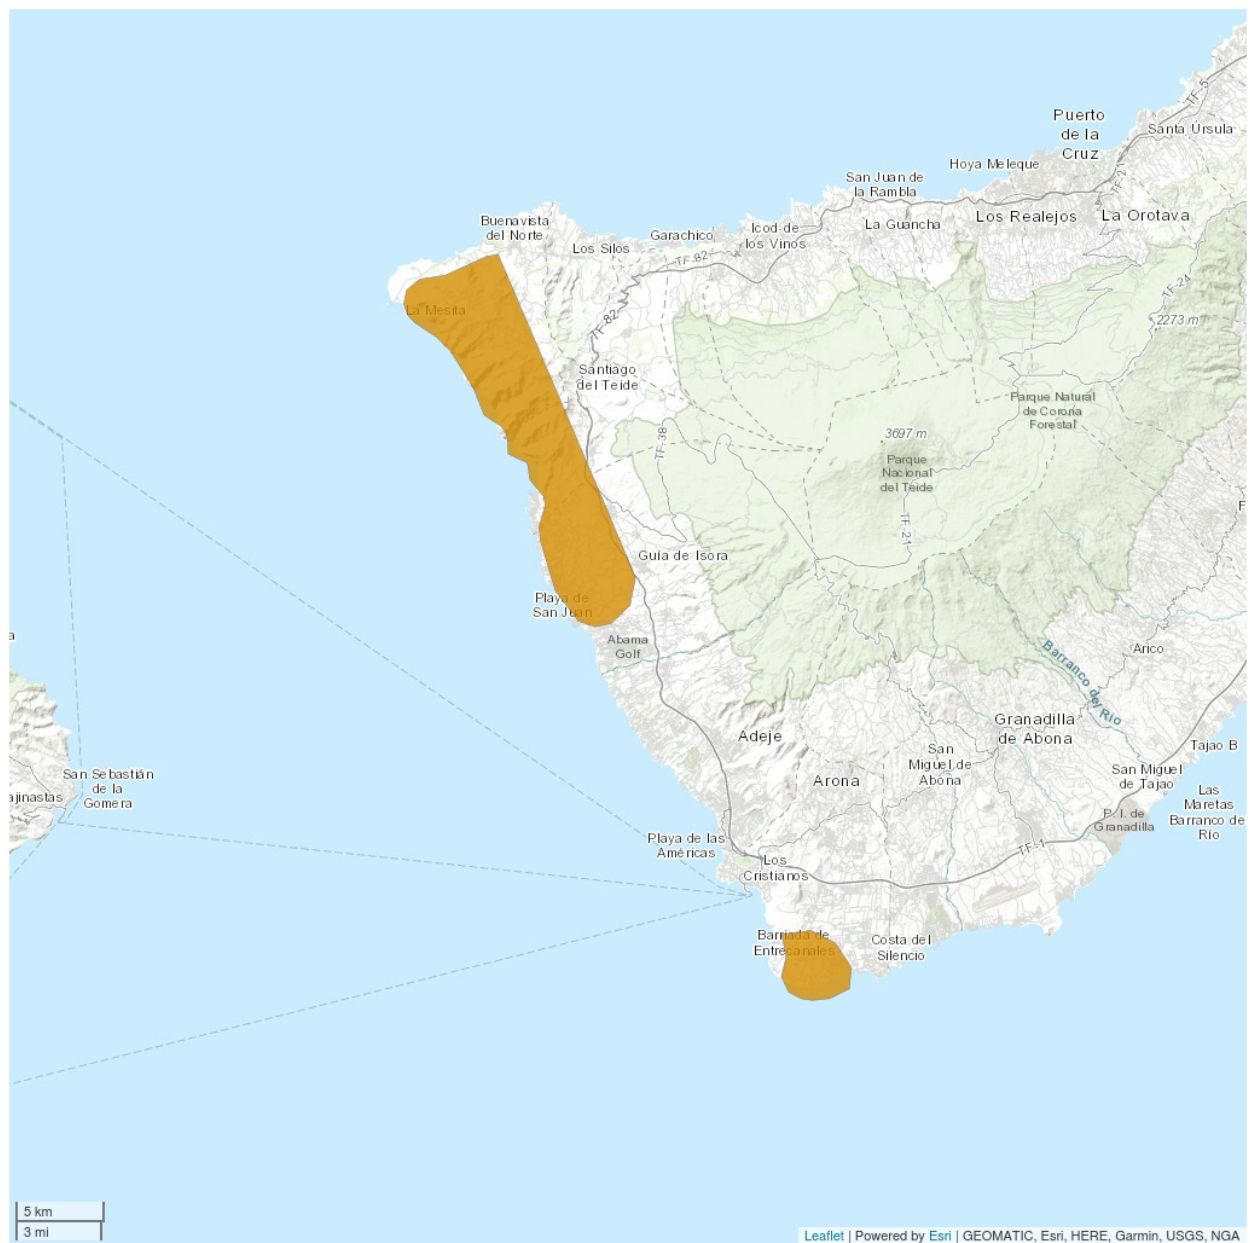 TF-5
Puerto
de la
Cruz
Santa Úrsula
Hoya Meleque
TF-21
San Juan de
la Rambla
Los Realejos
La Orotava
Buenavista
del Norte
La Guancha
Icod de
los Vinos
Garachico
Los Silos
TF-82
TF-24
La Mesita
2273 m
TF-82
Santiago
del Teide
Parque Natural
de Corona
Forestal
TF-38
3697 m
Parque
Nacional
del Teide
TF-21
F
Guía de Isora
Playa de
San Juan
a
Abama
Golf
Arico
Barranco del Río
Granadilla
de Abona
Adeje
Tajao B
San
Miguel de
Abona
San Miguel
de Tajao
Arona
San Sebastián
de la
Gomera
ajinastas
Las
Maretas
Barranco de
Río
P. I. de
Granadilla
Playa de las
Américas
TF-1
Los
Cristianos
Barriada de
Entrecanales
Costa del
Silencio
5 km
3 mi
Leaflet | Powered by Esri | GEOMATIC, Esri, HERE, Garmin, USGS, NGA